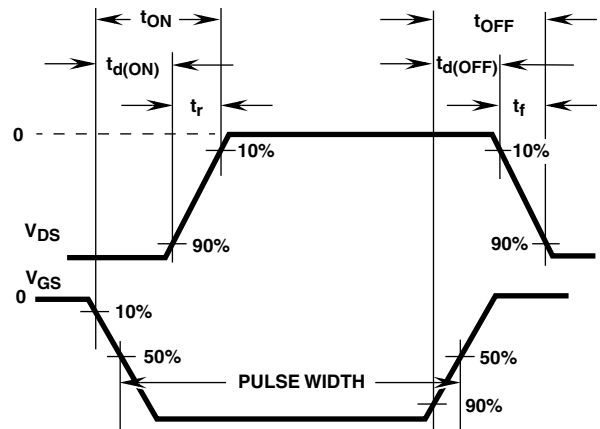 tON tOFF
td(ON) td(OFF)
tr tf
0
10% 10%
VDS 90% 90%
VGS
0
10%
50% 50%
PULSE WIDTH
90%